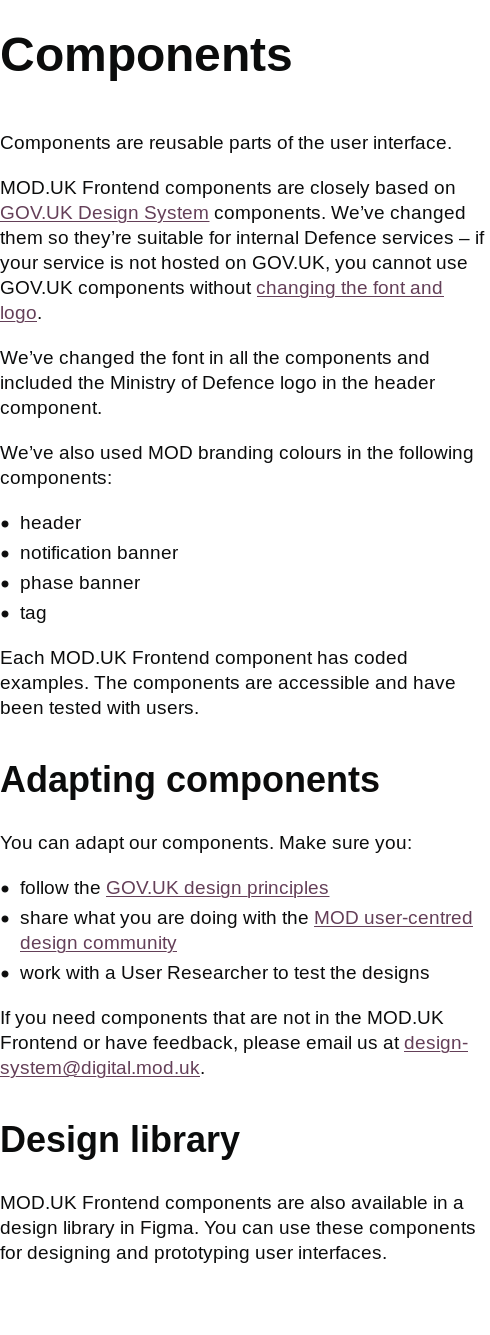 Components
Components are reusable parts of the user interface.
MOD.UK Frontend components are closely based on
GOV.UK Design System components. We’ve changed
them so they’re suitable for internal Defence services – if
your service is not hosted on GOV.UK, you cannot use
GOV.UK components without changing the font and
logo.
We’ve changed the font in all the components and
included the Ministry of Defence logo in the header
component.
We’ve also used MOD branding colours in the following
components:
• header
• notification banner
• phase banner
• tag
Each MOD.UK Frontend component has coded
examples. The components are accessible and have
been tested with users.
Adapting components
You can adapt our components. Make sure you:
• follow the GOV.UK design principles
• share what you are doing with the MOD user-centred
design community
• work with a User Researcher to test the designs
If you need components that are not in the MOD.UK
Frontend or have feedback, please email us at design-
system@digital.mod.uk.
Design library
MOD.UK Frontend components are also available in a
design library in Figma. You can use these components
for designing and prototyping user interfaces.